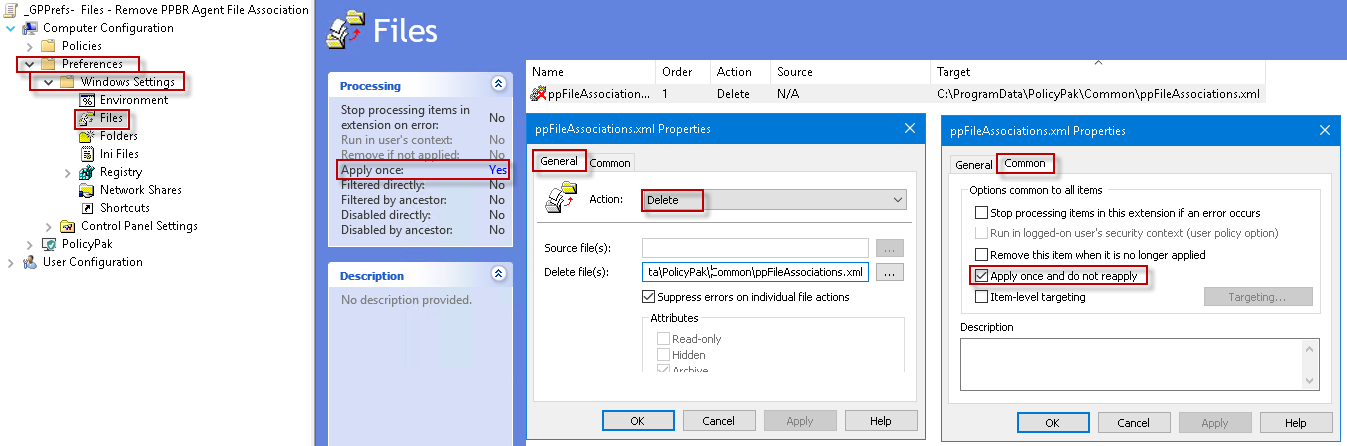 _GPPrefs- Files - Remove PPBR Agent File Association
Computer Configuration
Policies
Preferences
Windows Settings
Environment
Files
Folders
Ini Files
Registry
Network Shares
Shortcuts
Control Panel Settings
PolicyPak
User Configuration
Files
Processing
Stop processing items in extension on error: No
Run in user's context: No
Remove if not applied: No
Apply once: Yes
Filtered directly: No
Filtered by ancestor: No
Disabled directly: No
Disabled by ancestor: No
Description
No description provided.
Name Order Action Source Target
ppFileAssociation... 1 Delete N/A C:\ProgramData\PolicyPak\Common\ppFileAssociations.xml
ppFileAssociations.xml Properties
General Common
Action: Delete
Source file(s): ...
Delete file(s): ta\PolicyPak\Common\ppFileAssociations.xml ...
Suppress errors on individual file actions
Attributes
Read-only
Hidden
Archive
OK Cancel Apply Help
ppFileAssociations.xml Properties
General Common
Options common to all items
Stop processing items in this extension if an error occurs
Run in logged-on user's security context (user policy option)
Remove this item when it is no longer applied
Apply once and do not reapply
Item-level targeting Targeting...
Description
OK Cancel Apply Help